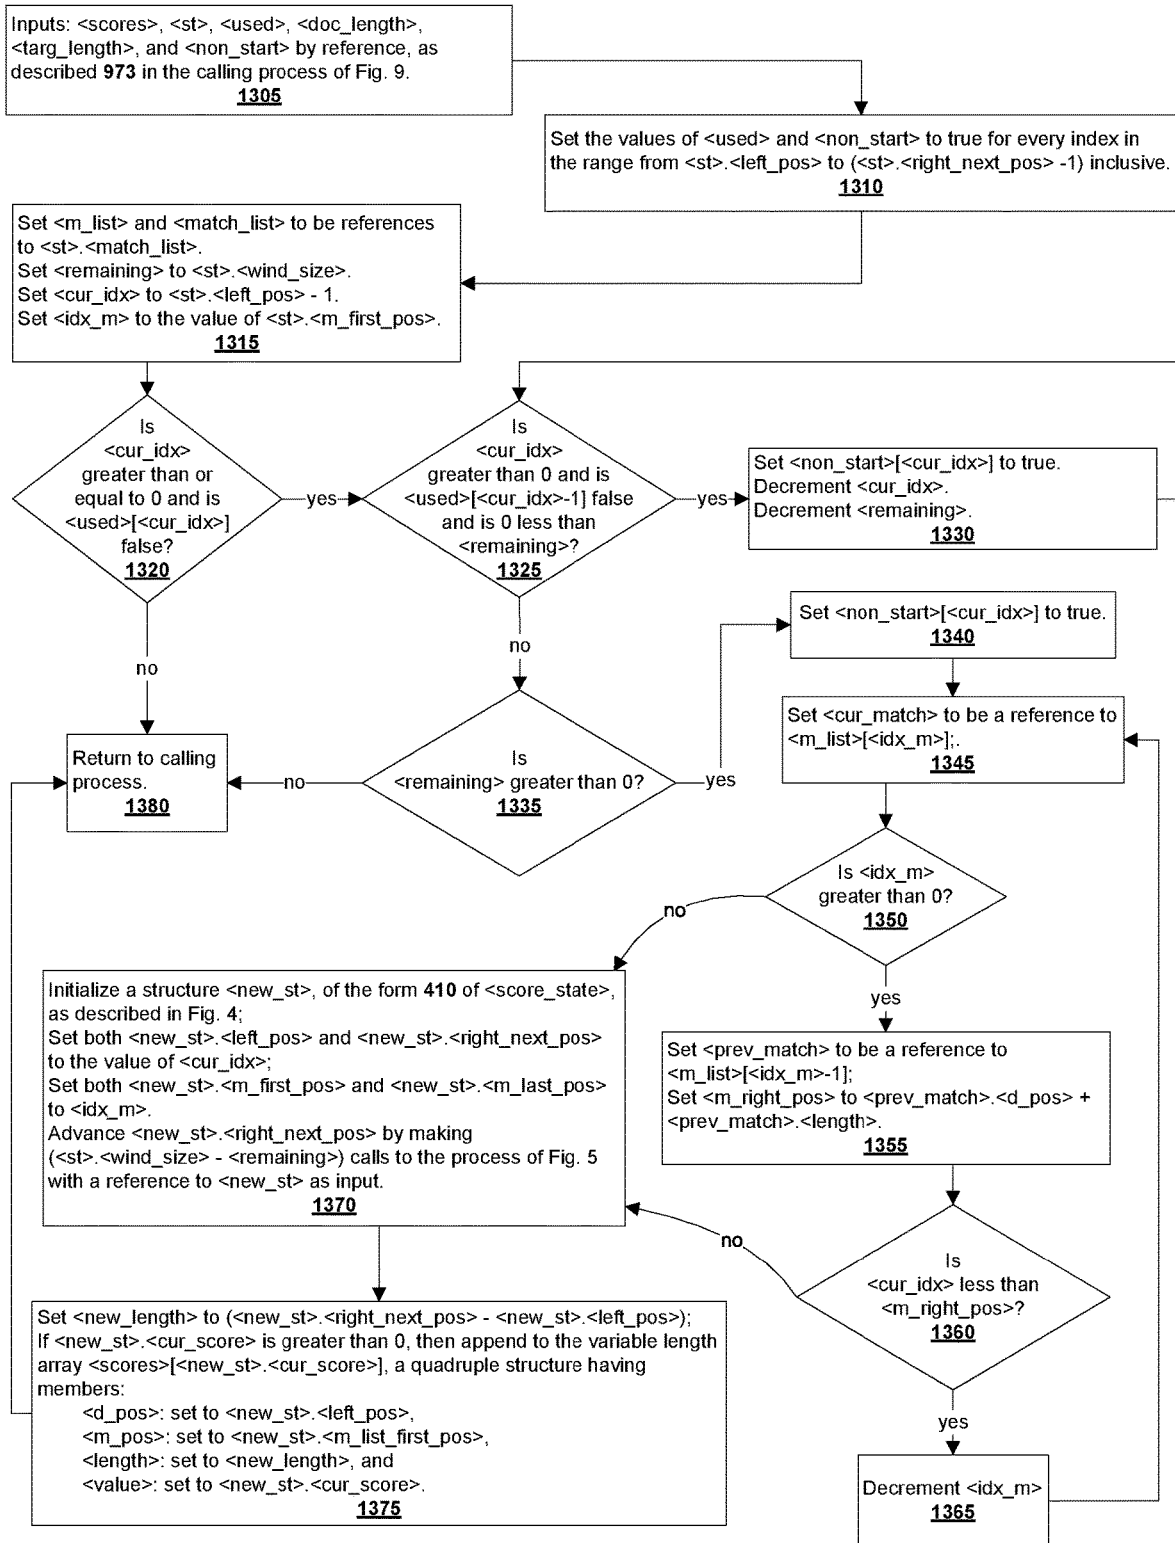 Inputs: <scores>, <st>, <used>, <doc_length>,
<targ_length>, and <non_start> by reference, as
described 973 in the calling process of Fig. 9.
1305
Set the values of <used> and <non_start> to true for every index in
the range from <st>.<left_pos> to (<st>.<right_next_pos> -1) inclusive.
1310
Set <m_list> and <match_list> to be references
to <st>.<match_list>.
Set <remaining> to <st>.<wind_size>.
Set <cur_idx> to <st>.<left_pos> - 1.
Set <idx_m> to the value of <st>.<m_first_pos>.
1315
Is
<cur_idx>
greater than or
equal to 0 and is
<used>[<cur_idx>]
false?
1320
yes
no
Is
<cur_idx>
greater than 0 and is
<used>[<cur_idx>-1] false
and is 0 less than
<remaining>?
1325
yes
no
Set <non_start>[<cur_idx>] to true.
Decrement <cur_idx>.
Decrement <remaining>.
1330
Set <non_start>[<cur_idx>] to true.
1340
Set <cur_match> to be a reference to
<m_list>[<idx_m>];.
1345
Return to calling
process.
1380
no
Is
<remaining> greater than 0?
1335
yes
Is <idx_m>
greater than 0?
1350
no
yes
Initialize a structure <new_st>, of the form 410 of <score_state>,
as described in Fig. 4;
Set both <new_st>.<left_pos> and <new_st>.<right_next_pos>
to the value of <cur_idx>;
Set both <new_st>.<m_first_pos> and <new_st>.<m_last_pos>
to <idx_m>.
Advance <new_st>.<right_next_pos> by making
(<st>.<wind_size> - <remaining>) calls to the process of Fig. 5
with a reference to <new_st> as input.
1370
Set <prev_match> to be a reference to
<m_list>[<idx_m>-1];
Set <m_right_pos> to <prev_match>.<d_pos> +
<prev_match>.<length>.
1355
no
Is
<cur_idx> less than
<m_right_pos>?
1360
yes
Set <new_length> to (<new_st>.<right_next_pos> - <new_st>.<left_pos>);
If <new_st>.<cur_score> is greater than 0, then append to the variable length
array <scores>[<new_st>.<cur_score>], a quadruple structure having
members:
<d_pos>: set to <new_st>.<left_pos>,
<m_pos>: set to <new_st>.<m_list_first_pos>,
<length>: set to <new_length>, and
<value>: set to <new_st>.<cur_score>.
1375
Decrement <idx_m>
1365